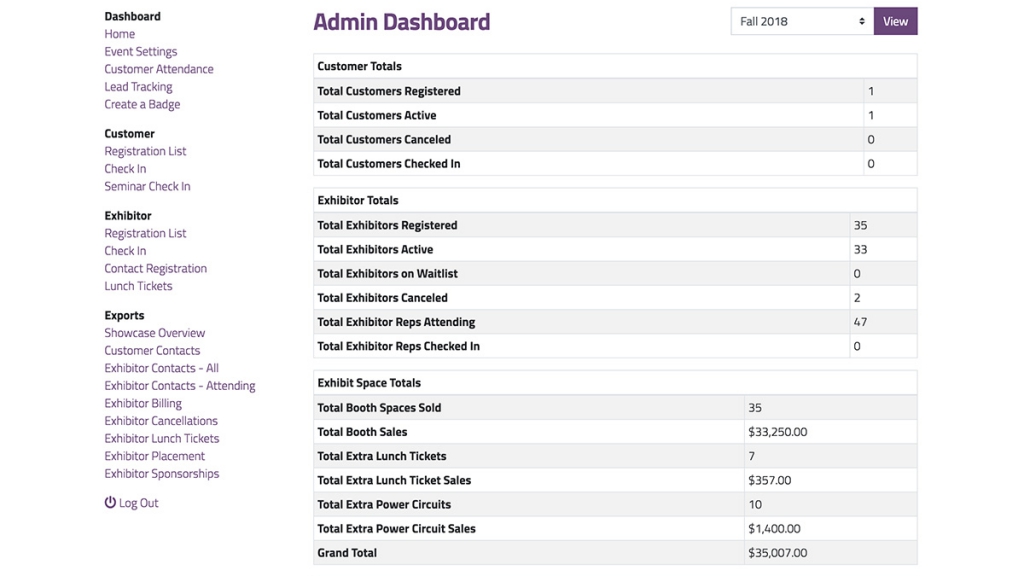 Dashboard
Home
Event Settings
Customer Attendance
Lead Tracking
Create a Badge
Customer
Registration List
Check In
Seminar Check In
Exhibitor
Registration List
Check In
Contact Registration
Lunch Tickets
Exports
Showcase Overview
Customer Contacts
Exhibitor Contacts - All
Exhibitor Contacts - Attending
Exhibitor Billing
Exhibitor Cancellations
Exhibitor Lunch Tickets
Exhibitor Placement
Exhibitor Sponsorships
Log Out
Admin Dashboard
Fall 2018 View
Customer Totals
Total Customers Registered 1
Total Customers Active 1
Total Customers Canceled 0
Total Customers Checked In 0
Exhibitor Totals
Total Exhibitors Registered 35
Total Exhibitors Active 33
Total Exhibitors on Waitlist 0
Total Exhibitors Canceled 2
Total Exhibitor Reps Attending 47
Total Exhibitor Reps Checked In 0
Exhibit Space Totals
Total Booth Spaces Sold 35
Total Booth Sales $33,250.00
Total Extra Lunch Tickets 7
Total Extra Lunch Ticket Sales $357.00
Total Extra Power Circuits 10
Total Extra Power Circuit Sales $1,400.00
Grand Total $35,007.00